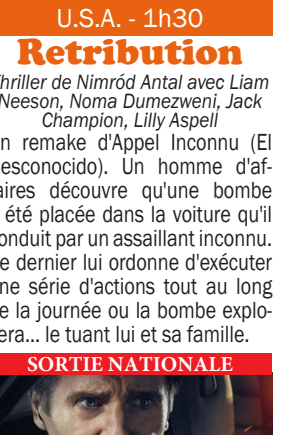 U.S.A. - 1h30
Retribution
hriller de Nimród Antal avec Liam
Neeson, Noma Dumezweni, Jack
Champion, Lilly Aspell
n remake d'Appel Inconnu (El
esconocido). Un homme d'af-
aires découvre qu'une bombe
été placée dans la voiture qu'il
onduit par un assaillant inconnu.
e dernier lui ordonne d'exécuter
ne série d'actions tout au long
e la journée ou la bombe explo-
era... le tuant lui et sa famille.
SORTIE NATIONALE